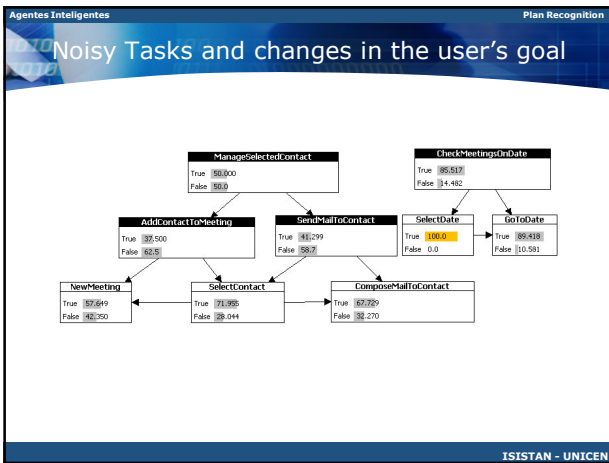 Agentes Inteligentes Plan Recognition
Noisy Tasks and changes in the user's goal
ManageSelectedContact
True 50.000
False 50.0
CheckMeetingsOnDate
True 85.517
False 14.482
AddContactToMeeting
True 37.500
False 62.5
SendMailToContact
True 41.299
False 58.7
SelectDate
True 100.0
False 0.0
GoToDate
True 89.418
False 10.581
NewMeeting
True 57.649
False 42.350
SelectContact
True 71.955
False 28.044
ComposeMailToContact
True 67.729
False 32.270
ISISTAN - UNICEN